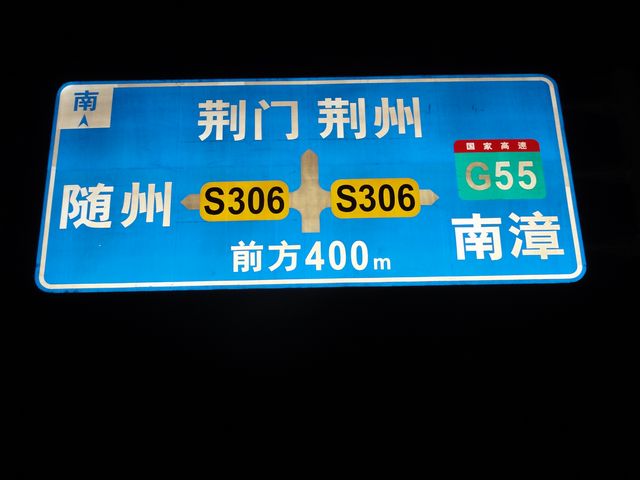 南
荆门 荆州
国家高速
G55
随州 S306 S306
南漳
前方400m